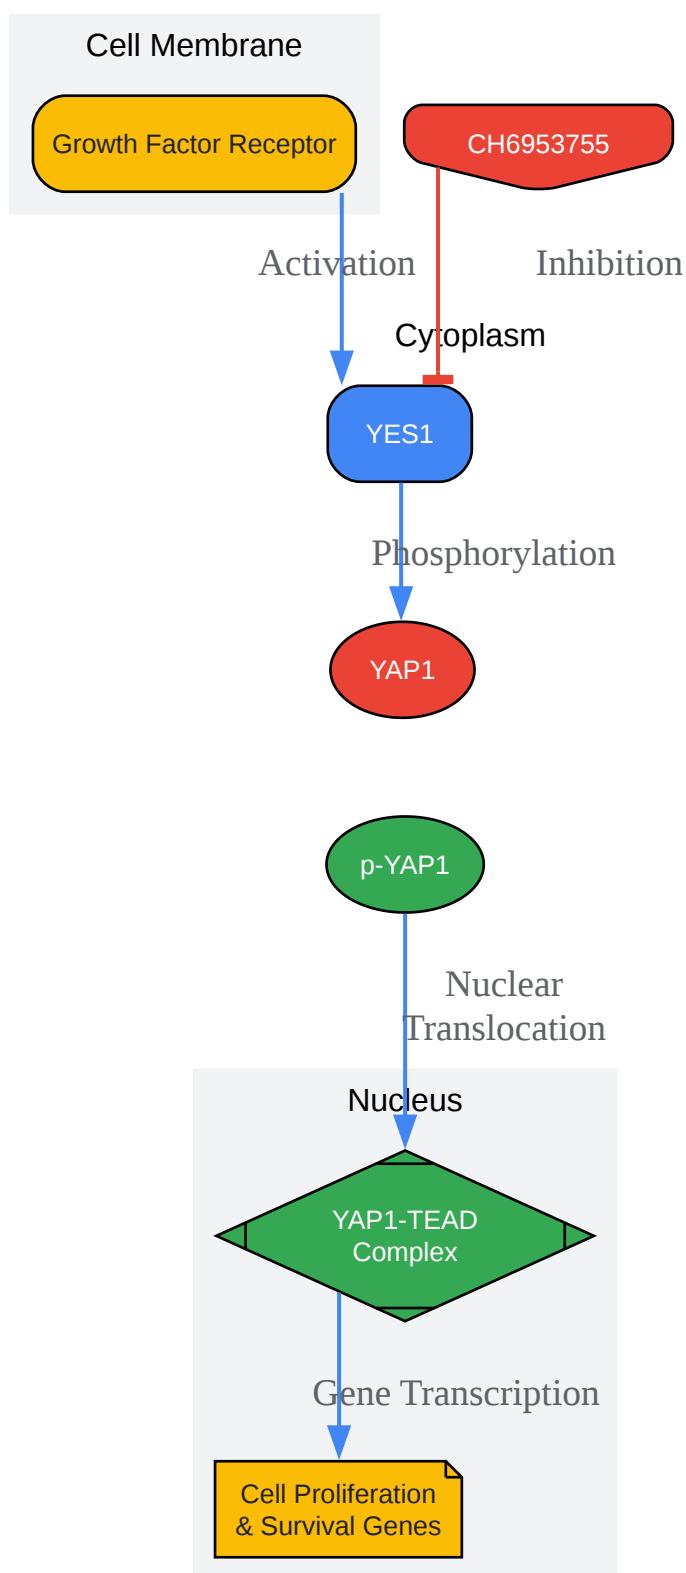 Cell Membrane
Growth Factor Receptor
CH6953755
Activation
Inhibition
Cytoplasm
YES1
Phosphorylation
YAP1
p-YAP1
Nuclear
Translocation
Nucleus
YAP1-TEAD
Complex
Gene Transcription
Cell Proliferation
& Survival Genes